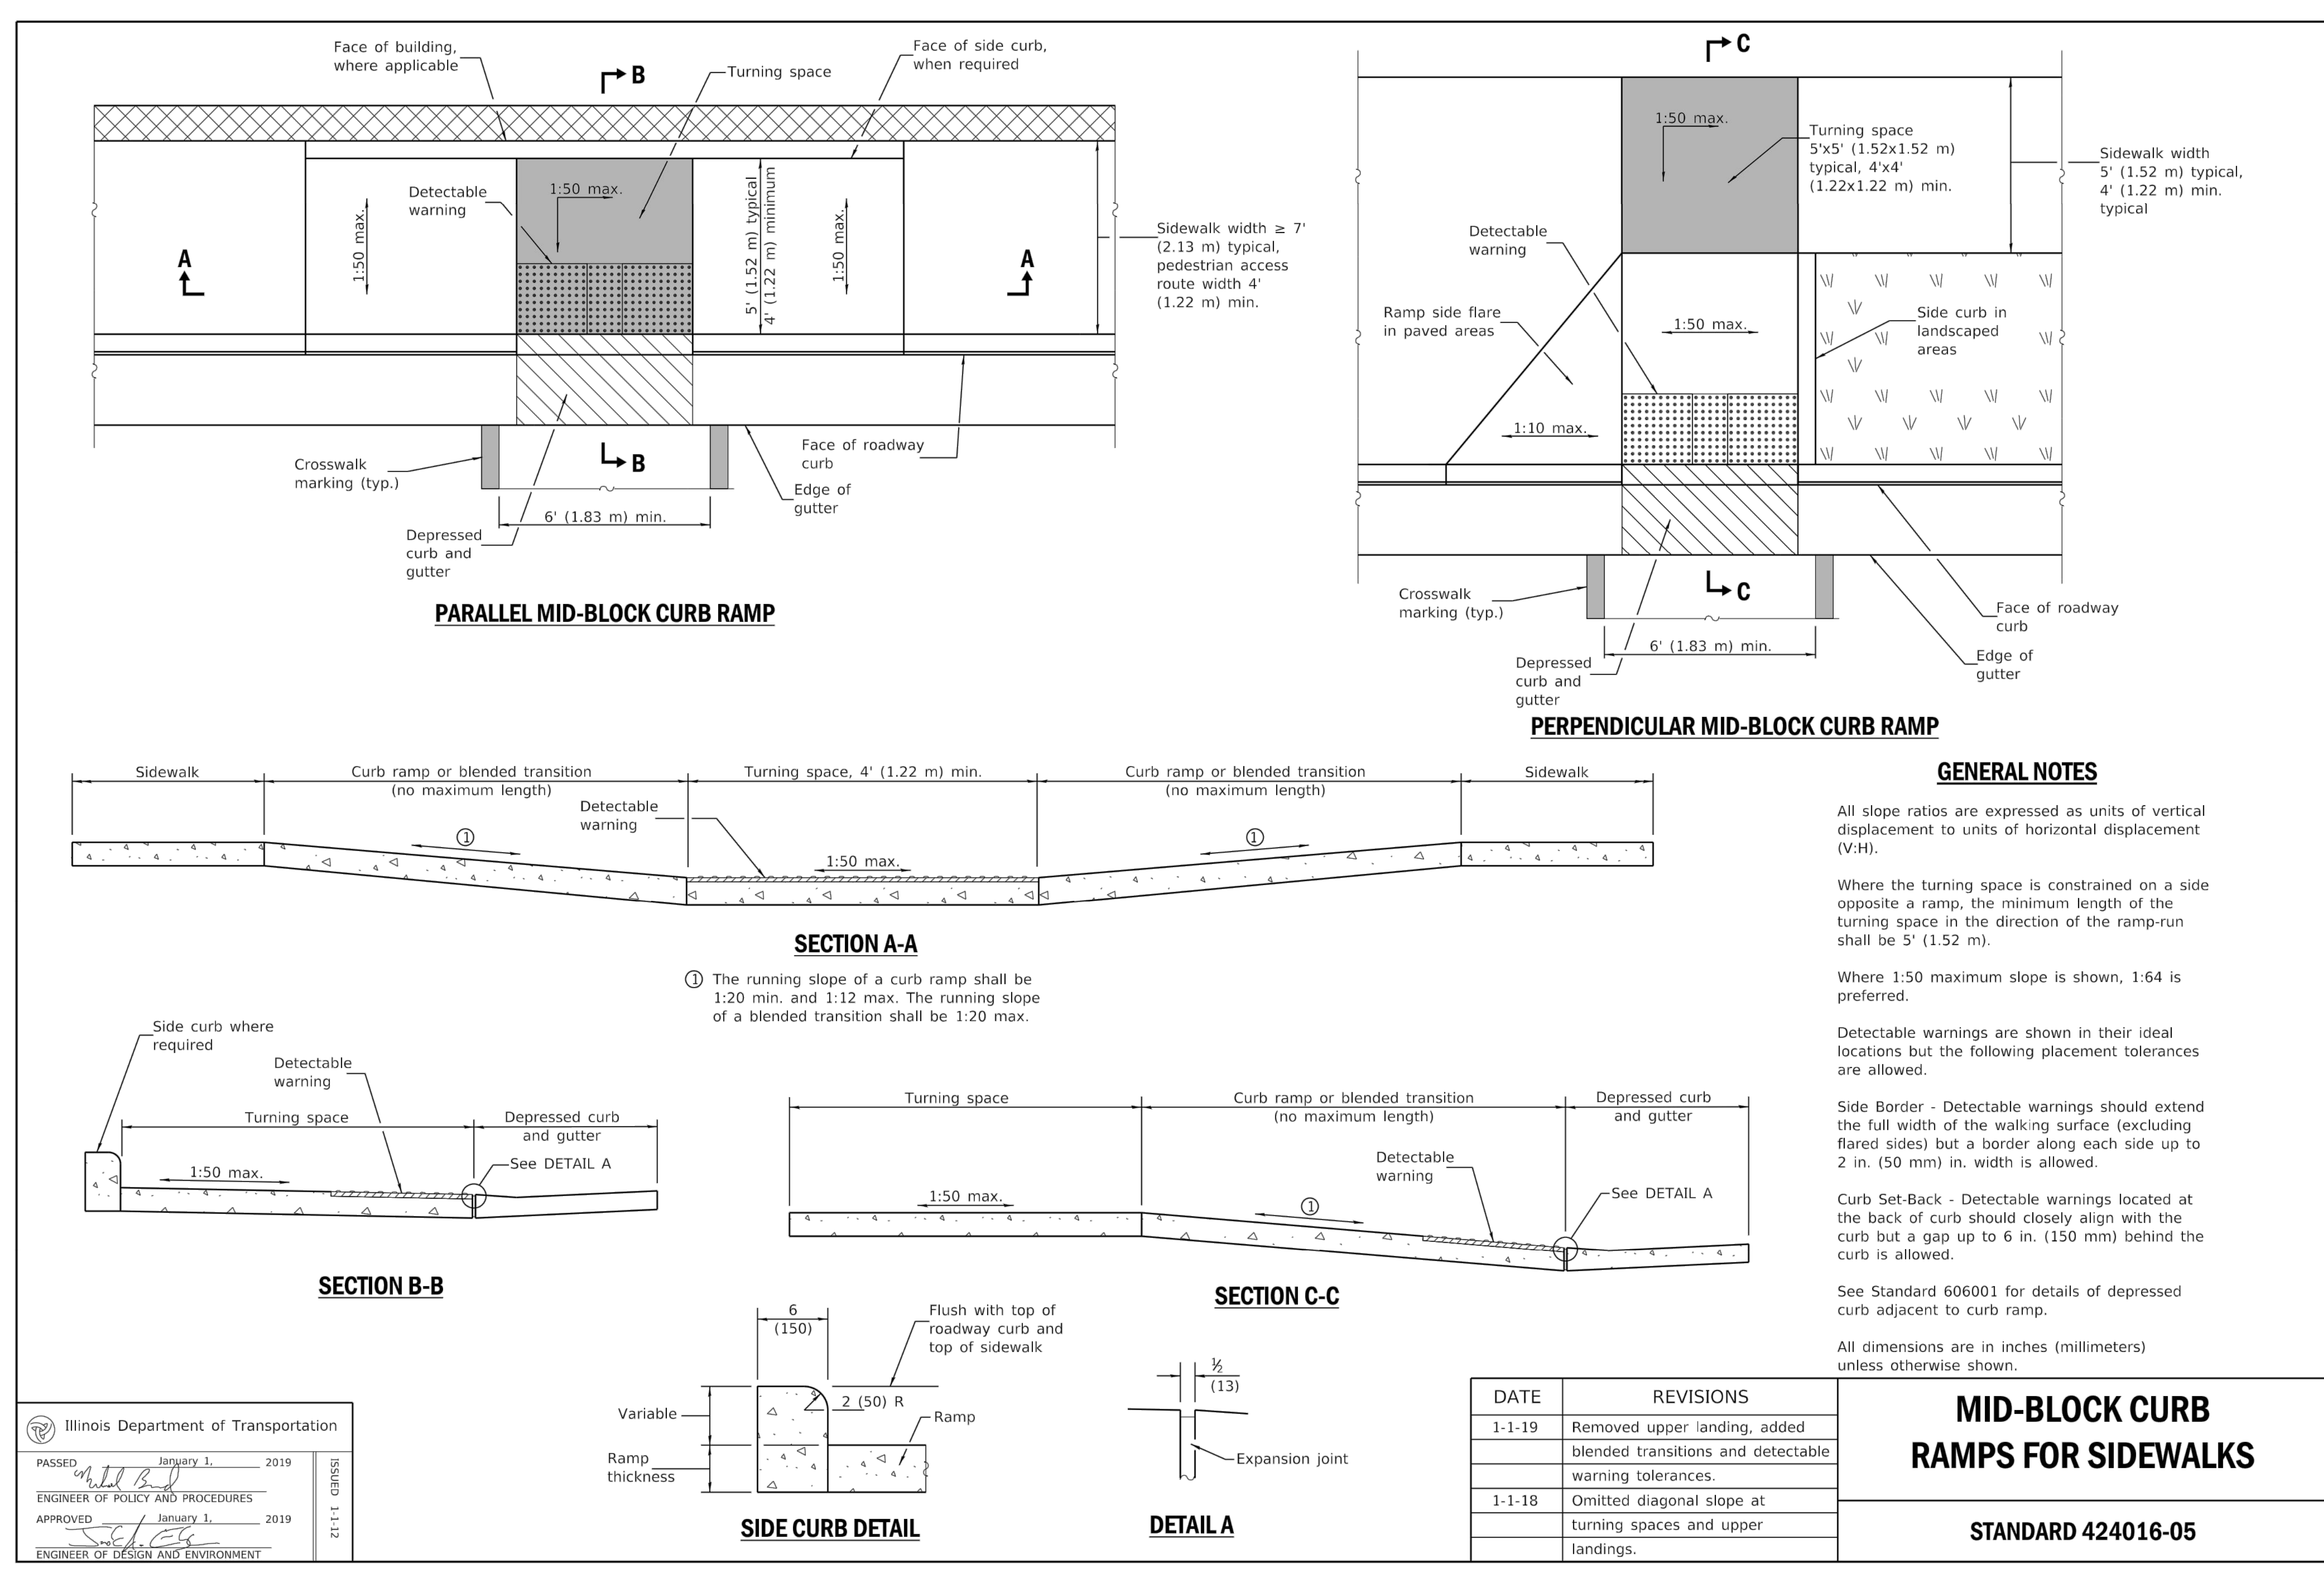 Face of building,
where applicable
B
Turning space
Face of side curb,
when required
Detectable
warning
1:50 max.
1:50 max.
5' (1.52 m) typical
4' (1.22 m) minimum
1:50 max.
A
A
Sidewalk width ≥ 7'
(2.13 m) typical,
pedestrian access
route width 4'
(1.22 m) min.
Crosswalk
marking (typ.)
B
Face of roadway
curb
Edge of
gutter
6' (1.83 m) min.
Depressed
curb and
gutter
PARALLEL MID-BLOCK CURB RAMP
C
1:50 max.
Turning space
5'x5' (1.52x1.52 m)
typical, 4'x4'
(1.22x1.22 m) min.
Sidewalk width
5' (1.52 m) typical,
4' (1.22 m) min.
typical
Detectable
warning
Ramp side flare
in paved areas
1:50 max.
Side curb in
landscaped
areas
1:10 max.
Crosswalk
marking (typ.)
C
Face of roadway
curb
6' (1.83 m) min.
Edge of
gutter
Depressed
curb and
gutter
PERPENDICULAR MID-BLOCK CURB RAMP
Sidewalk
Curb ramp or blended transition
(no maximum length)
Turning space, 4' (1.22 m) min.
Curb ramp or blended transition
(no maximum length)
Sidewalk
Detectable
warning
1
1:50 max.
1
SECTION A-A
1 The running slope of a curb ramp shall be
1:20 min. and 1:12 max. The running slope
of a blended transition shall be 1:20 max.
Side curb where
required
Detectable
warning
Turning space
Depressed curb
and gutter
See DETAIL A
1:50 max.
SECTION B-B
Turning space
Curb ramp or blended transition
(no maximum length)
Depressed curb
and gutter
Detectable
warning
1:50 max.
1
See DETAIL A
SECTION C-C
6
(150)
Flush with top of
roadway curb and
top of sidewalk
2 (50) R
Variable
Ramp
Ramp
thickness
SIDE CURB DETAIL
½
(13)
Expansion joint
DETAIL A
GENERAL NOTES
All slope ratios are expressed as units of vertical
displacement to units of horizontal displacement
(V:H).
Where the turning space is constrained on a side
opposite a ramp, the minimum length of the
turning space in the direction of the ramp-run
shall be 5' (1.52 m).
Where 1:50 maximum slope is shown, 1:64 is
preferred.
Detectable warnings are shown in their ideal
locations but the following placement tolerances
are allowed.
Side Border - Detectable warnings should extend
the full width of the walking surface (excluding
flared sides) but a border along each side up to
2 in. (50 mm) in. width is allowed.
Curb Set-Back - Detectable warnings located at
the back of curb should closely align with the
curb but a gap up to 6 in. (150 mm) behind the
curb is allowed.
See Standard 606001 for details of depressed
curb adjacent to curb ramp.
All dimensions are in inches (millimeters)
unless otherwise shown.
Illinois Department of Transportation
PASSED January 1, 2019
ENGINEER OF POLICY AND PROCEDURES
APPROVED January 1, 2019
ENGINEER OF DESIGN AND ENVIRONMENT
ISSUED 1-1-12
DATE REVISIONS
1-1-19 Removed upper landing, added
blended transitions and detectable
warning tolerances.
1-1-18 Omitted diagonal slope at
turning spaces and upper
landings.
MID-BLOCK CURB
RAMPS FOR SIDEWALKS
STANDARD 424016-05